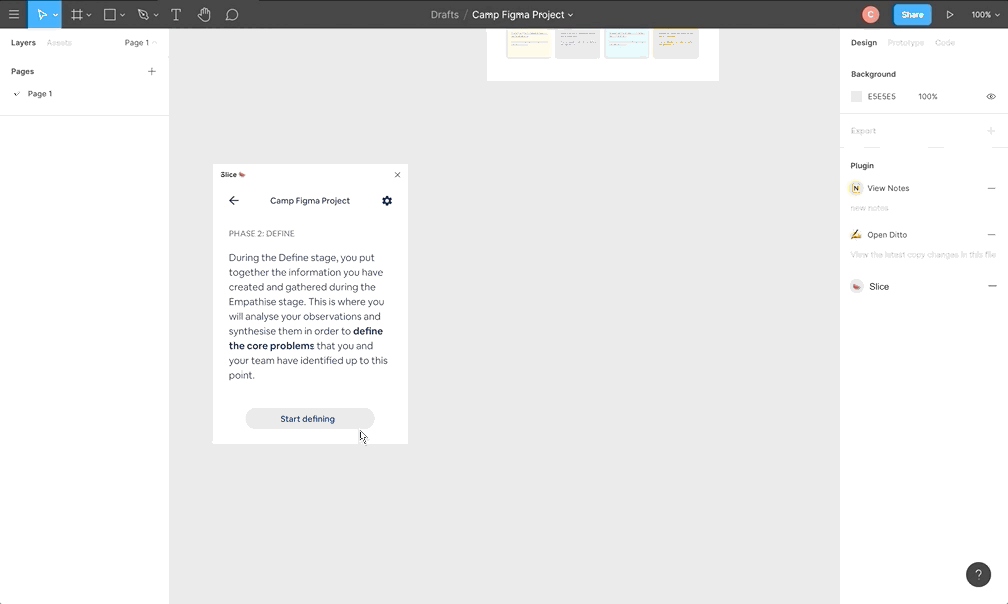 Drafts / Camp Figma Project
C
Share
100%
Layers
Assets
Page 1
Pages
Page 1
Slice
Camp Figma Project
PHASE 2: DEFINE
During the Define stage, you put
together the information you have
created and gathered during the
Empathise stage. This is where you
will analyse your observations and
synthesise them in order to define
the core problems that you and
your team have identified up to this
point.
Start defining
Design
Prototype
Code
Background
E5E5E5
100%
Export
Plugin
N
View Notes
new notes
Open Ditto
View the latest copy changes in this file
Slice
?